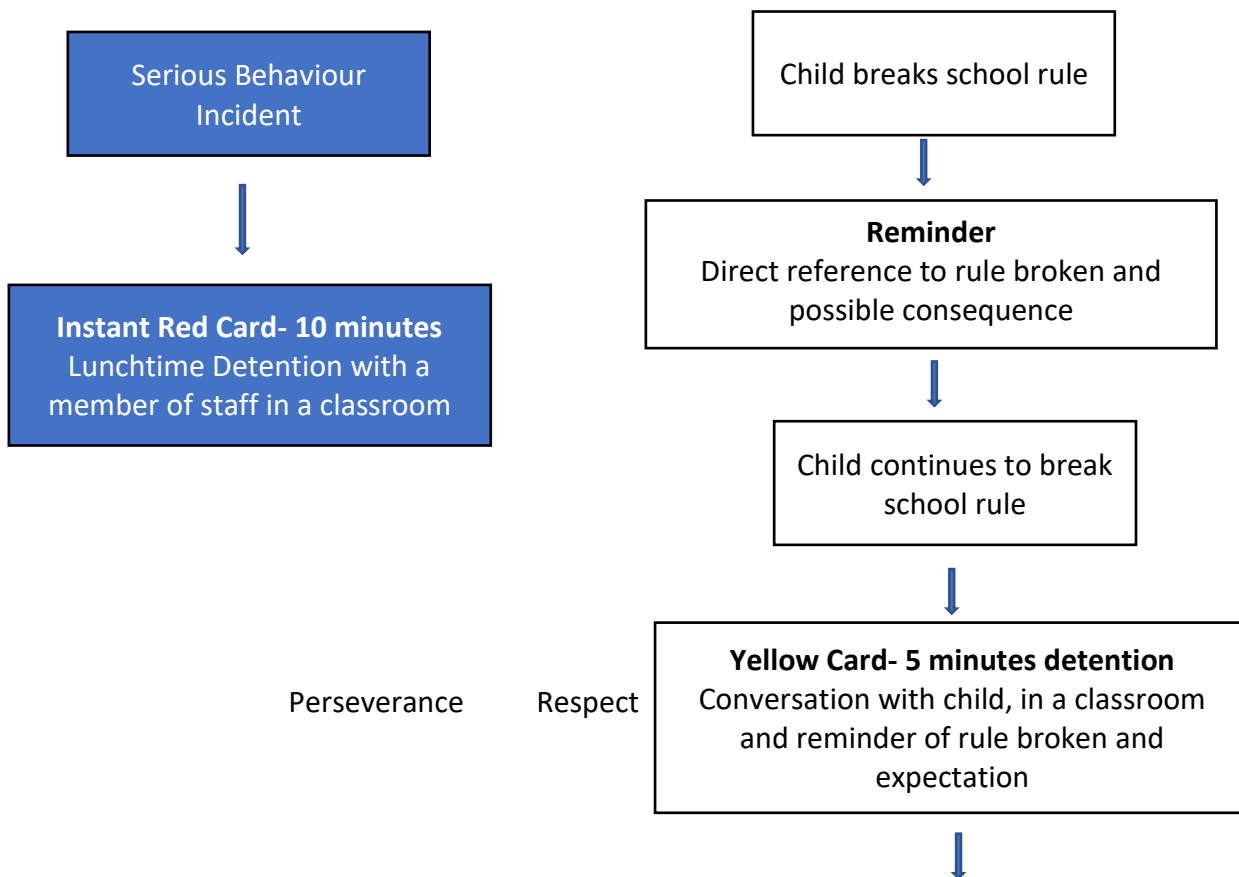 Serious Behaviour
Incident
Instant Red Card- 10 minutes
Lunchtime Detention with a
member of staff in a classroom
Child breaks school rule
Reminder
Direct reference to rule broken and
possible consequence
Child continues to break
school rule
Perseverance Respect
Yellow Card- 5 minutes detention
Conversation with child, in a classroom
and reminder of rule broken and
expectation